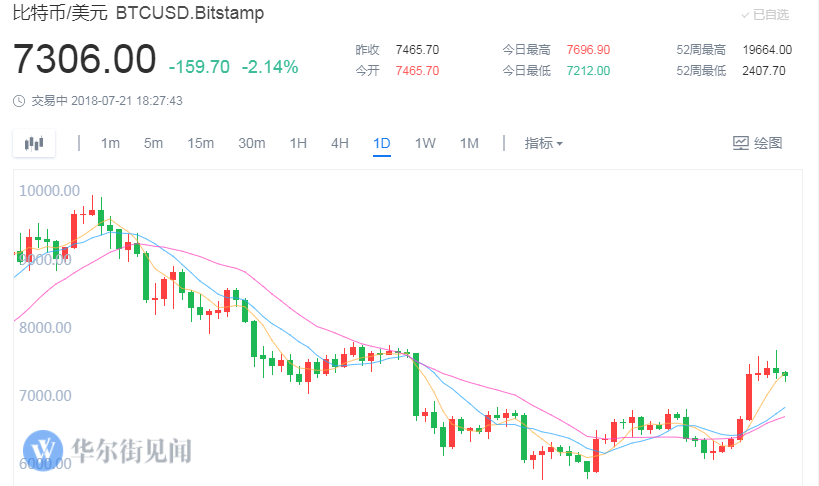 比特币/美元 BTCUSD.Bitstamp
已自选
7306.00 -159.70 -2.14%
昨收 7465.70 今日最高 7696.90 52周最高 19664.00
今开 7465.70 今日最低 7212.00 52周最低 2407.70
交易中 2018-07-21 18:27:43
1m 5m 15m 30m 1H 4H 1D 1W 1M 指标 绘图
10000.00
9000.00
8000.00
7000.00
华尔街见闻
6000.00